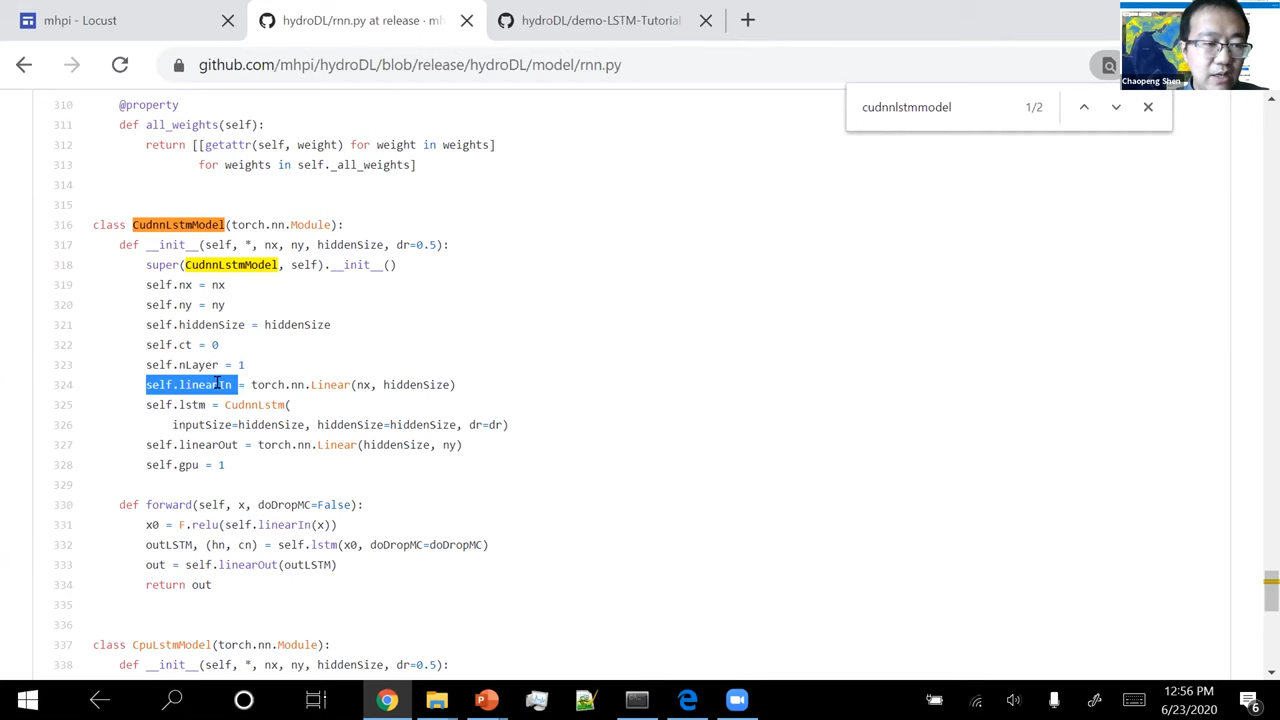 mhpi - Locust
hydroDL/rnn.py at release · mh
hydroDL/demo-LSTM-Tutorial
github.com/mhpi/hydroDL/blob/release/hydroDL/model/rnn.py
Chaopeng Shen
cudnnlstmmodel 1/2
310 @property
311 def all_weights(self):
312 return [[getattr(self, weight) for weight in weights]
313 for weights in self._all_weights]
314
315
316 class CudnnLstmModel(torch.nn.Module):
317 def __init__(self, *, nx, ny, hiddenSize, dr=0.5):
318 super(CudnnLstmModel, self).__init__()
319 self.nx = nx
320 self.ny = ny
321 self.hiddenSize = hiddenSize
322 self.ct = 0
323 self.nLayer = 1
324 self.linearIn = torch.nn.Linear(nx, hiddenSize)
325 self.lstm = CudnnLstm(
326 inputSize=hiddenSize, hiddenSize=hiddenSize, dr=dr)
327 self.linearOut = torch.nn.Linear(hiddenSize, ny)
328 self.gpu = 1
329
330 def forward(self, x, doDropMC=False):
331 x0 = F.relu(self.linearIn(x))
332 outLSTM, (hn, cn) = self.lstm(x0, doDropMC=doDropMC)
333 out = self.linearOut(outLSTM)
334 return out
335
336
337 class CpuLstmModel(torch.nn.Module):
338 def __init__(self, *, nx, ny, hiddenSize, dr=0.5):
12:56 PM
6/23/2020
6